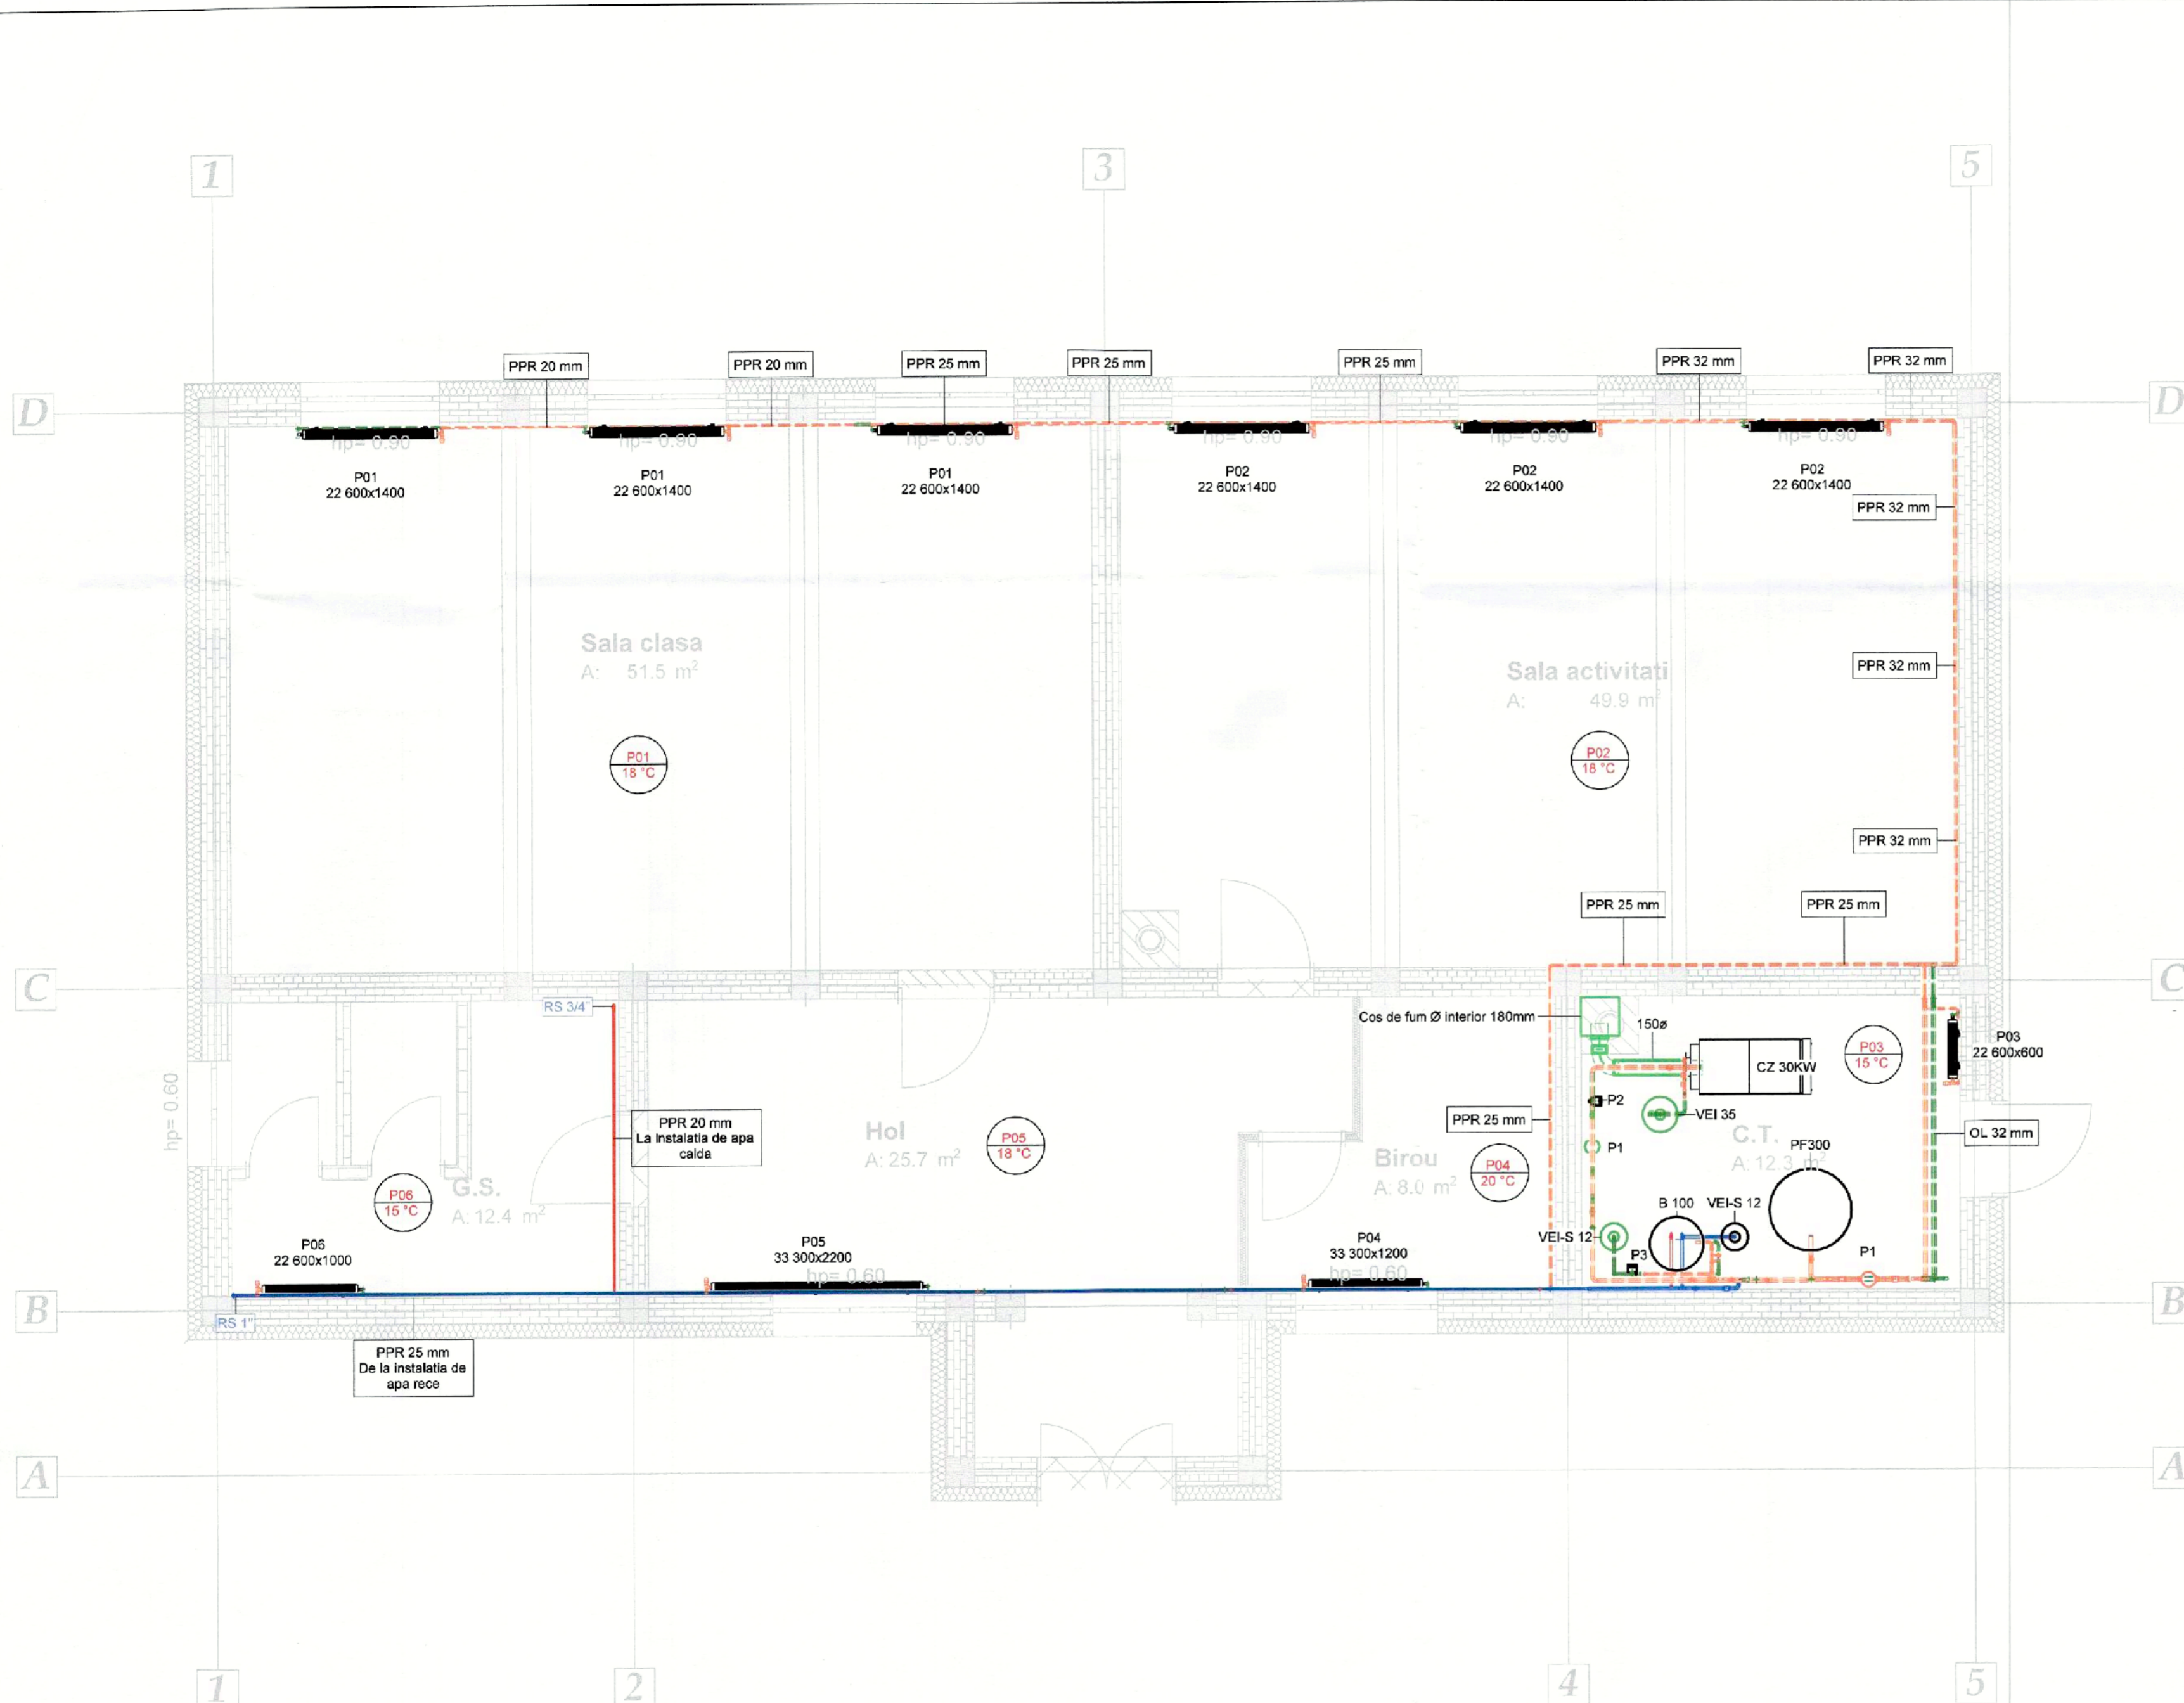 1
3
5
PPR 20 mm
PPR 20 mm
PPR 25 mm
PPR 25 mm
PPR 25 mm
PPR 32 mm
PPR 32 mm
D
D
hp= 0.90
hp= 0.90
hp= 0.90
hp= 0.90
hp= 0.90
hp= 0.90
P01
22 600x1400
P01
22 600x1400
P01
22 600x1400
P02
22 600x1400
P02
22 600x1400
P02
22 600x1400
PPR 32 mm
Sala clasa
A: 51.5 m²
Sala activitati
A: 49.9 m²
PPR 32 mm
P01
18 °C
P02
18 °C
PPR 32 mm
PPR 25 mm
PPR 25 mm
C
C
RS 3/4"
Cos de fum Ø interior 180mm
150ø
CZ 30KW
P03
15 °C
P03
22 600x600
hp= 0.60
PPR 20 mm
La Instalatia de apa
calda
Hol
A: 25.7 m²
P05
18 °C
PPR 25 mm
P2
VEI 35
P1
C.T.
A: 12.3 m²
PF300
OL 32 mm
Birou
A: 8.0 m²
P04
20 °C
P06
15 °C
G.S.
A: 12.4 m²
B 100
VEI-S 12
VEI-S 12
P3
P1
P06
22 600x1000
P05
33 300x2200
hp= 0.60
P04
33 300x1200
hp= 0.60
B
B
RS 1"
PPR 25 mm
De la instalatia de
apa rece
A
A
1
2
4
5